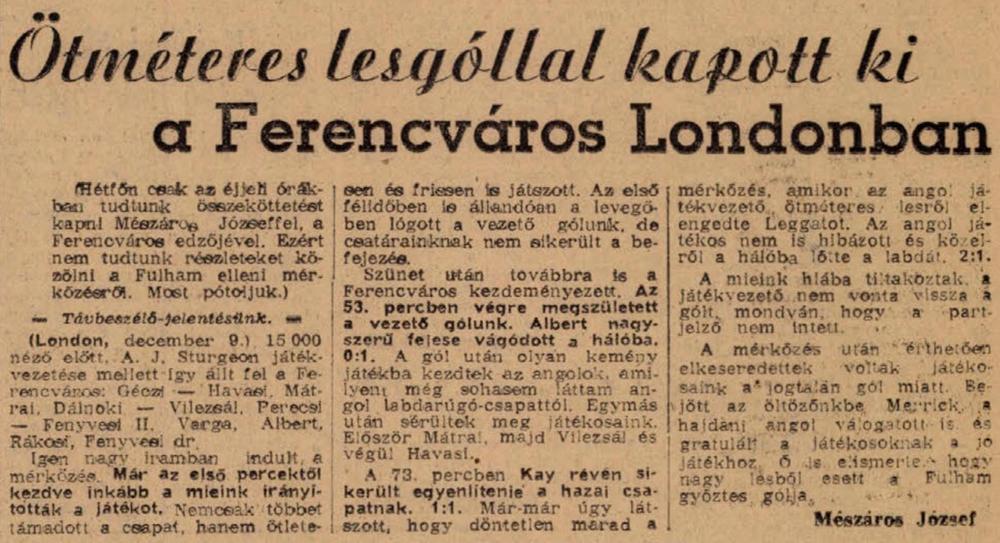 Ötméteres lesgóllal kapott ki
a Ferencváros Londonban
(Hétfőn csak az éjjeli órák-
ban tudtunk összeköttetést
kapni Mészáros Józseffel, a
Ferencváros edzőjével. Ezért
nem tudtunk részleteket kö-
zölni a Fulham elleni mér-
kőzésről. Most pótoljuk.)
— Távbeszélő-jelentésünk. —
(London, december 9.) 15 000
néző előtt, A. J. Sturgeon játék-
vezetése mellett így állt fel a Fe-
rencváros: Géczi — Havasi, Mát-
rai, Dálnoki — Vilezsál, Perecsi
— Fenyvesi II. Varga, Albert,
Rákosi, Fenyvesi dr.
Igen nagy iramban indult a
mérkőzés. Már az első percektől
kezdve inkább a mieink irányí-
tották a játékot. Nemcsak többet
támadott a csapat, hanem ötlete-
sen és frissen is játszott. Az első
félidőben is állandóan a levegő-
ben lógott a vezető gólunk, de
csatárainknak nem sikerült a be-
fejezés.
Szünet után továbbra is a
Ferencváros kezdeményezett. Az
53. percben végre megszületett
a vezető gólunk. Albert nagy-
szerű fejese vágódott a hálóba.
0:1. A gól után olyan kemény
játékba kezdtek az angolok, ami-
lyent még sohasem láttam an-
gol labdarúgó-csapattól. Egymás
után sérültek meg játékosaink.
Először Mátrai, majd Vilezsál és
végül Havasi.
A 73. percben Kay révén si-
került egyenlítenie a hazai csa-
patnak. 1:1. Már-már úgy lát-
szott, hogy döntetlen marad a
mérkőzés, amikor az angol já-
tékvezető ötméteres lesről el-
engedte Leggatot. Az angol já-
tékos nem is hibázott és közel-
ről a hálóba lőtte a labdát. 2:1.
A mieink hiába tiltakoztak, a
játékvezető nem vonta vissza a
gólt, mondván, hogy a part-
jelző nem intett.
A mérkőzés után érthetően
elkeseredettek voltak játéko-
saink a jogtalan gól miatt. Be-
jött az öltözőnkbe Merrick, a
hajdani angol válogatott is és
gratulált a játékosoknak a jó
játékhoz. Ő is elismerte, hogy
nagy lesből esett a Fulham
győztes gólja.
Mészáros József